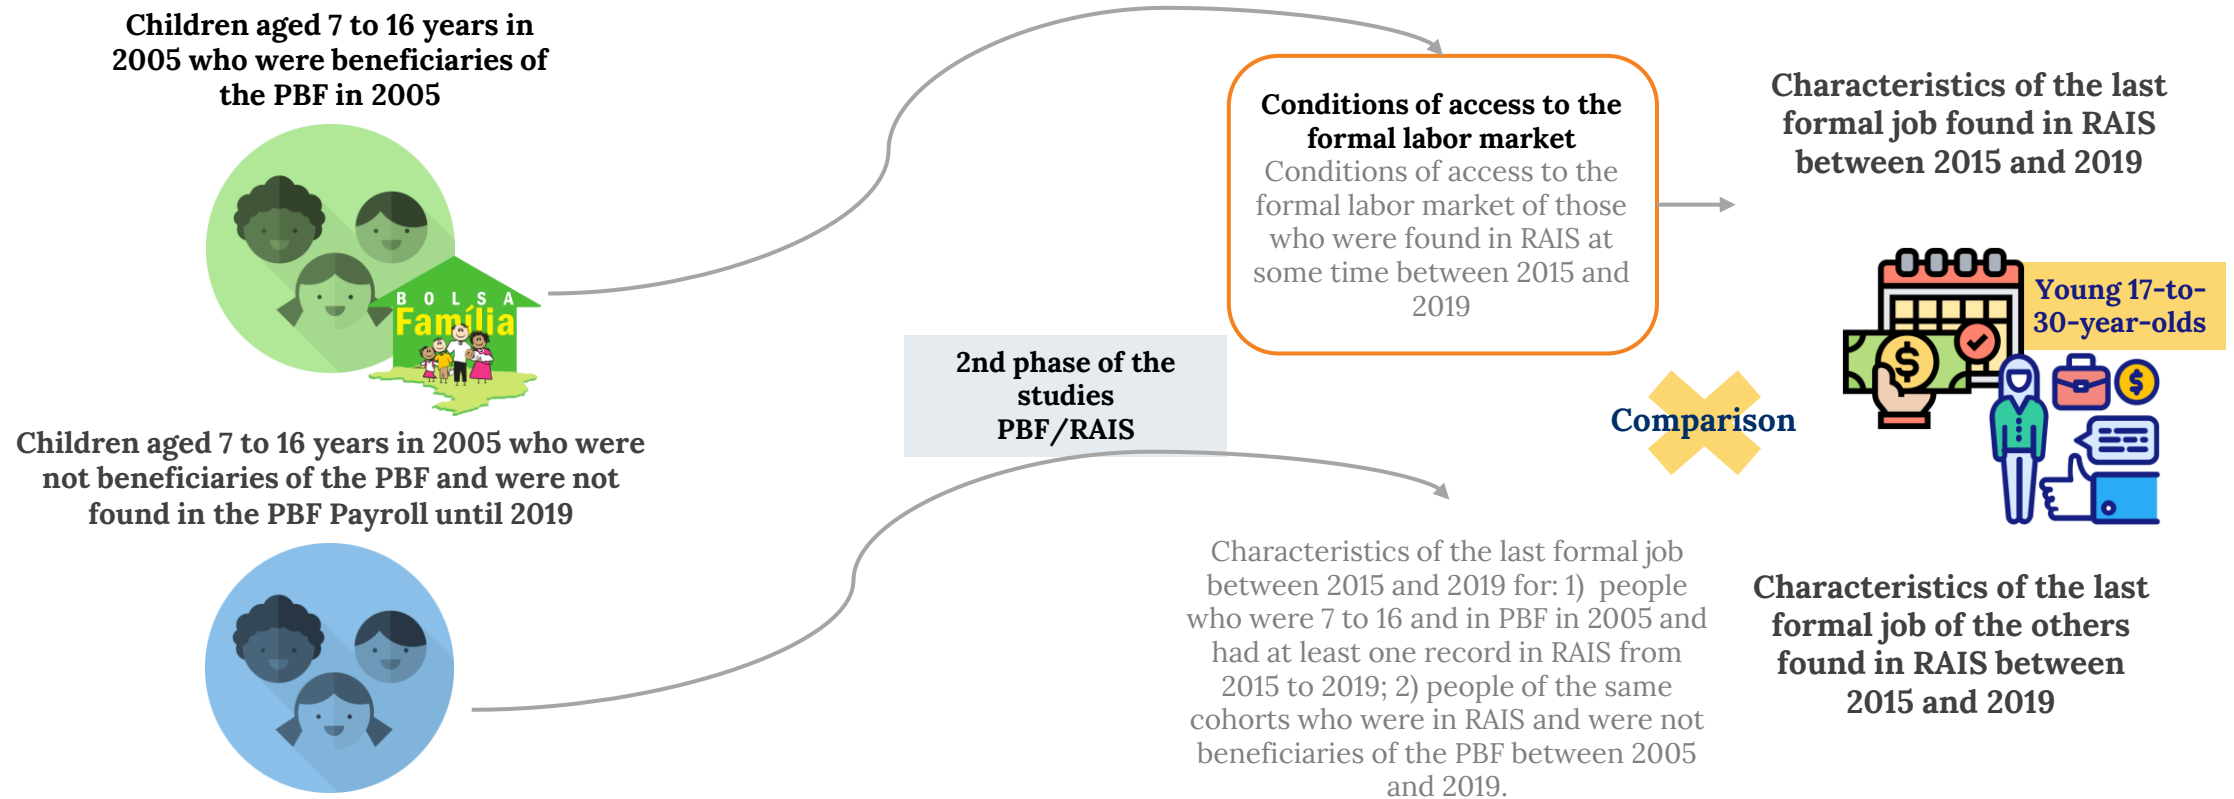 Children aged 7 to 16 years in
2005 who were beneficiaries of
the PBF in 2005
BOLSA
Família
Children aged 7 to 16 years in 2005 who were
not beneficiaries of the PBF and were not
found in the PBF Payroll until 2019
2nd phase of the
studies
PBF/RAIS
Conditions of access to the
formal labor market
Conditions of access to the
formal labor market of those
who were found in RAIS at
some time between 2015 and
2019
Characteristics of the last
formal job found in RAIS
between 2015 and 2019
Young 17-to-
30-year-olds
$
$
Comparison
Characteristics of the last formal job
between 2015 and 2019 for: 1) people
who were 7 to 16 and in PBF in 2005 and
had at least one record in RAIS from
2015 to 2019; 2) people of the same
cohorts who were in RAIS and were not
beneficiaries of the PBF between 2005
and 2019.
Characteristics of the last
formal job of the others
found in RAIS between
2015 and 2019